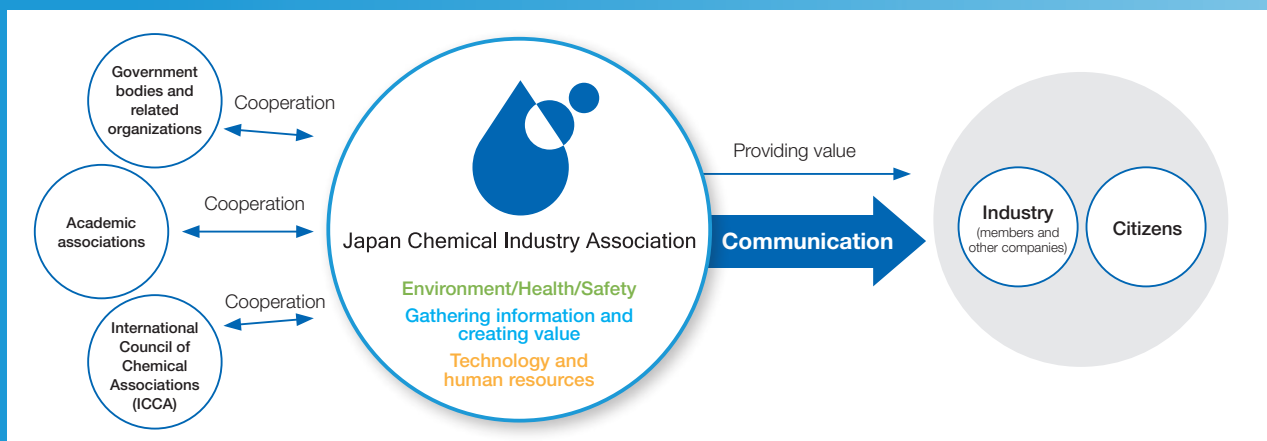 Government
bodies and
related
organizations
Cooperation
Academic
associations
Cooperation
International
Council of
Chemical
Associations
(ICCA)
Cooperation
Japan Chemical Industry Association
Environment/Health/Safety
Gathering information and
creating value
Technology and
human resources
Providing value
Communication
Industry
(members and
other companies)
Citizens